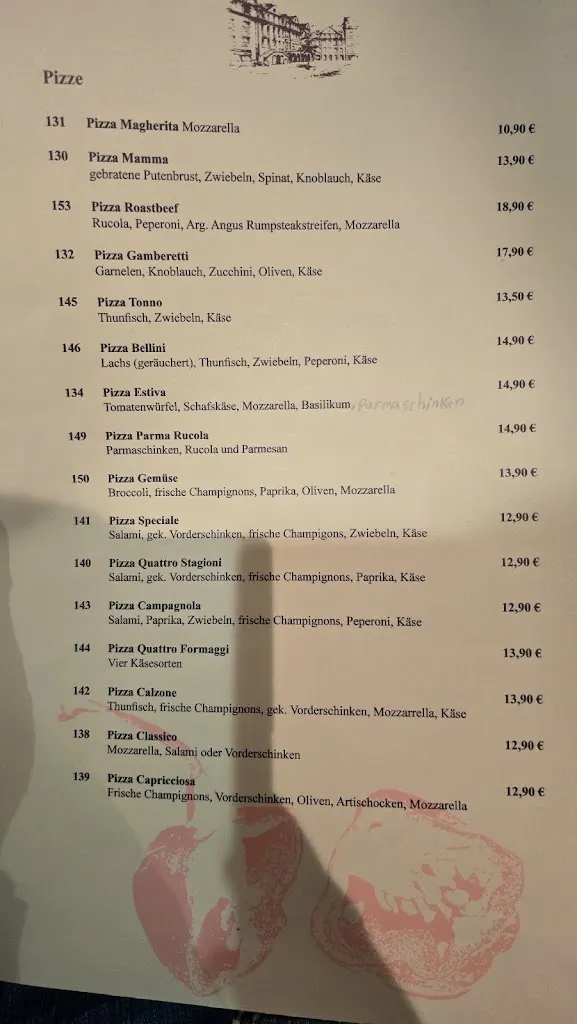 Pizze
131 Pizza Magherita Mozzarella 10,90 €
130 Pizza Mamma 13,90 €
gebratene Putenbrust, Zwiebeln, Spinat, Knoblauch, Käse
153 Pizza Roastbeef 18,90 €
Rucola, Peperoni, Arg. Angus Rumpsteakstreifen, Mozzarella
132 Pizza Gamberetti 17,90 €
Garnelen, Knoblauch, Zucchini, Oliven, Käse
145 Pizza Tonno 13,50 €
Thunfisch, Zwiebeln, Käse
146 Pizza Bellini 14,90 €
Lachs (geräuchert), Thunfisch, Zwiebeln, Peperoni, Käse
134 Pizza Estiva 14,90 €
Tomatenwürfel, Schafskäse, Mozzarella, Basilikum, Parmaschinken
149 Pizza Parma Rucola 14,90 €
Parmaschinken, Rucola und Parmesan
150 Pizza Gemüse 13,90 €
Broccoli, frische Champignons, Paprika, Oliven, Mozzarella
141 Pizza Speciale 12,90 €
Salami, gek. Vorderschinken, frische Champigons, Zwiebeln, Käse
140 Pizza Quattro Stagioni 12,90 €
Salami, gek. Vorderschinken, frische Champignons, Paprika, Käse
143 Pizza Campagnola 12,90 €
Salami, Paprika, Zwiebeln, frische Champignons, Peperoni, Käse
144 Pizza Quattro Formaggi 13,90 €
Vier Käsesorten
142 Pizza Calzone 13,90 €
Thunfisch, frische Champignons, gek. Vorderschinken, Mozzarrella, Käse
138 Pizza Classico 12,90 €
Mozzarella, Salami oder Vorderschinken
139 Pizza Capricciosa 12,90 €
Frische Champignons, Vorderschinken, Oliven, Artischocken, Mozzarella